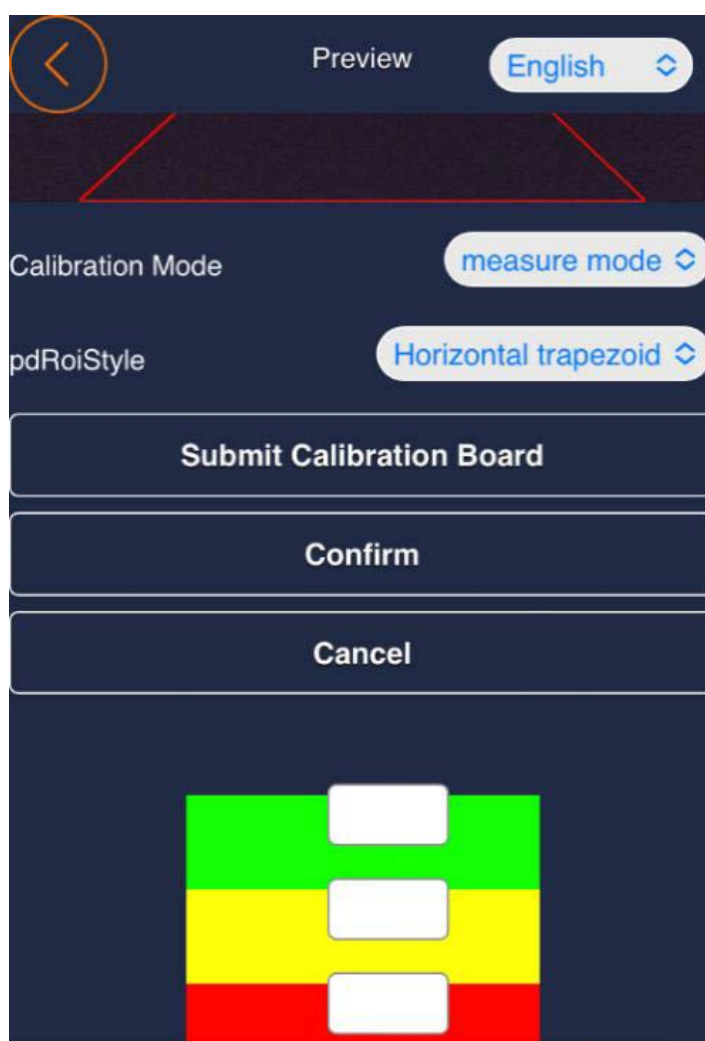 Preview
English
Calibration Mode
measure mode
pdRoiStyle
Horizontal trapezoid
Submit Calibration Board
Confirm
Cancel